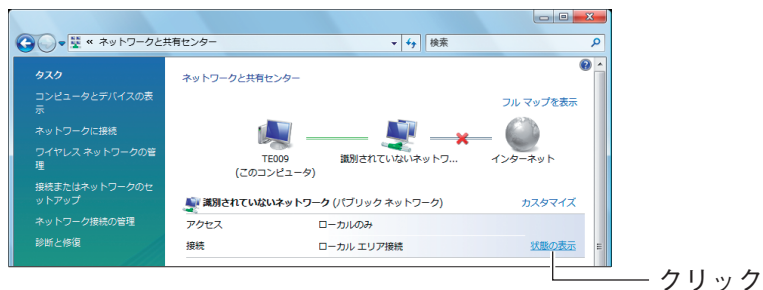 « ネットワークと共有センター
検索
タスク
コンピュータとデバイスの表
示
ネットワークに接続
ワイヤレス ネットワークの管
理
接続またはネットワークのセ
ットアップ
ネットワーク接続の管理
診断と修復
ネットワークと共有センター
フル マップを表示
TE009
(このコンピュータ)
識別されていないネットワ...
インターネット
識別されていないネットワーク (パブリック ネットワーク)
カスタマイズ
アクセス
ローカルのみ
接続
ローカル エリア接続
状態の表示
クリック